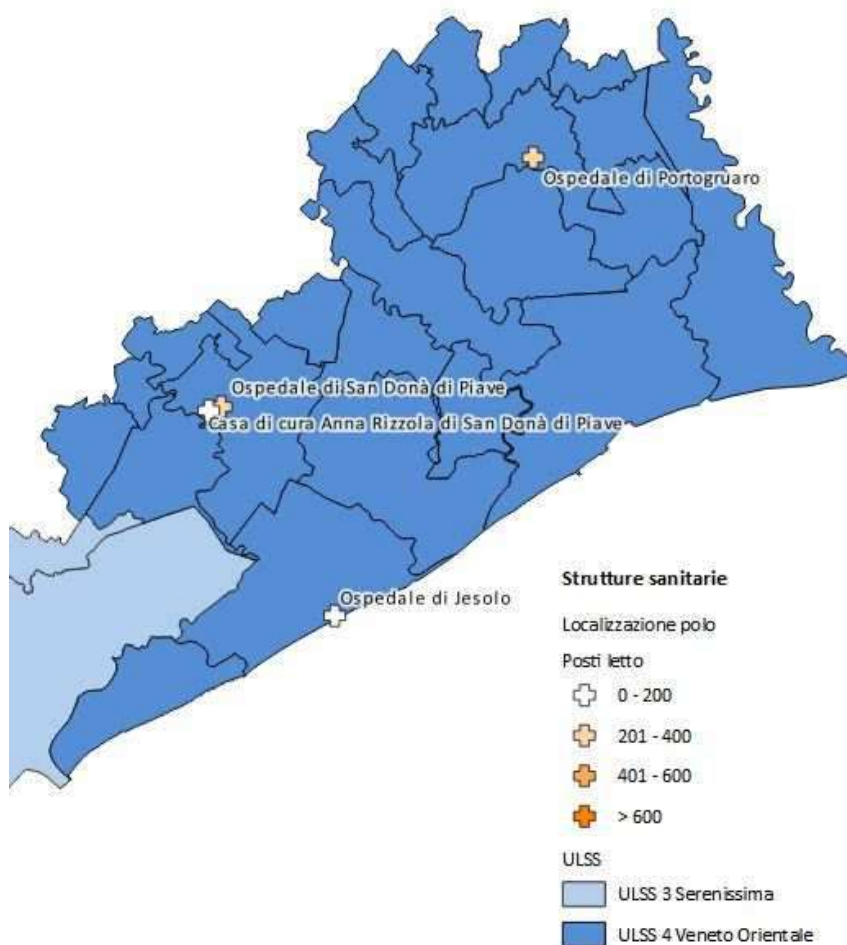 Ospedale di Portogruaro
Ospedale di San Donà di Piave
Casa di cura Anna Rizzola di San Donà di Piave
Ospedale di Jesolo
Strutture sanitarie
Localizzazione polo
Posti letto
0 - 200
201 - 400
401 - 600
> 600
ULSS
ULSS 3 Serenissima
ULSS 4 Veneto Orientale